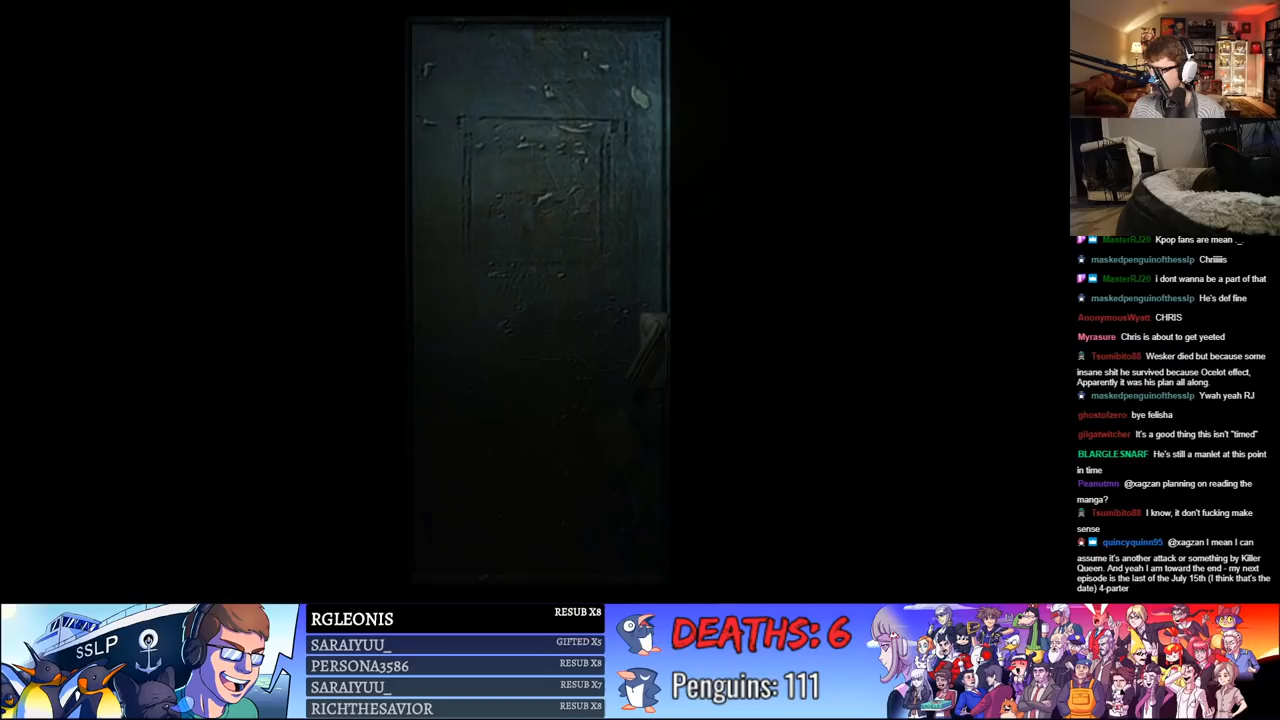 MasterRJ20 Kpop fans are mean ._.
maskedpenguinofthesslp Chriiiiis
MasterRJ20 i dont wanna be a part of that
maskedpenguinofthesslp He's def fine
AnonymousWyatt CHRIS
Myrasure Chris is about to get yeeted
Tsumibito88 Wesker died but because some
insane shit he survived because Ocelot effect,
Apparently it was his plan all along.
maskedpenguinofthesslp Ywah yeah RJ
ghostofzero bye felisha
gilgatwitcher It's a good thing this isn't "timed"
BLARGLESNARF He's still a manlet at this point
in time
Peanutmn @xagzan planning on reading the
manga?
Tsumibito88 I know, it don't fucking make
sense
quincyquinn95 @xagzan I mean I can
assume it's another attack or something by Killer
Queen. And yeah I am toward the end - my next
episode is the last of the July 15th (I think that's the
date) 4-parter
SSLP
RGLEONIS RESUB X8
SARAIYUU_ GIFTED X5
PERSONA3586 RESUB X8
SARAIYUU_ RESUB X7
RICHTHESAVIOR RESUB X8
DEATHS: 6
Penguins: 111